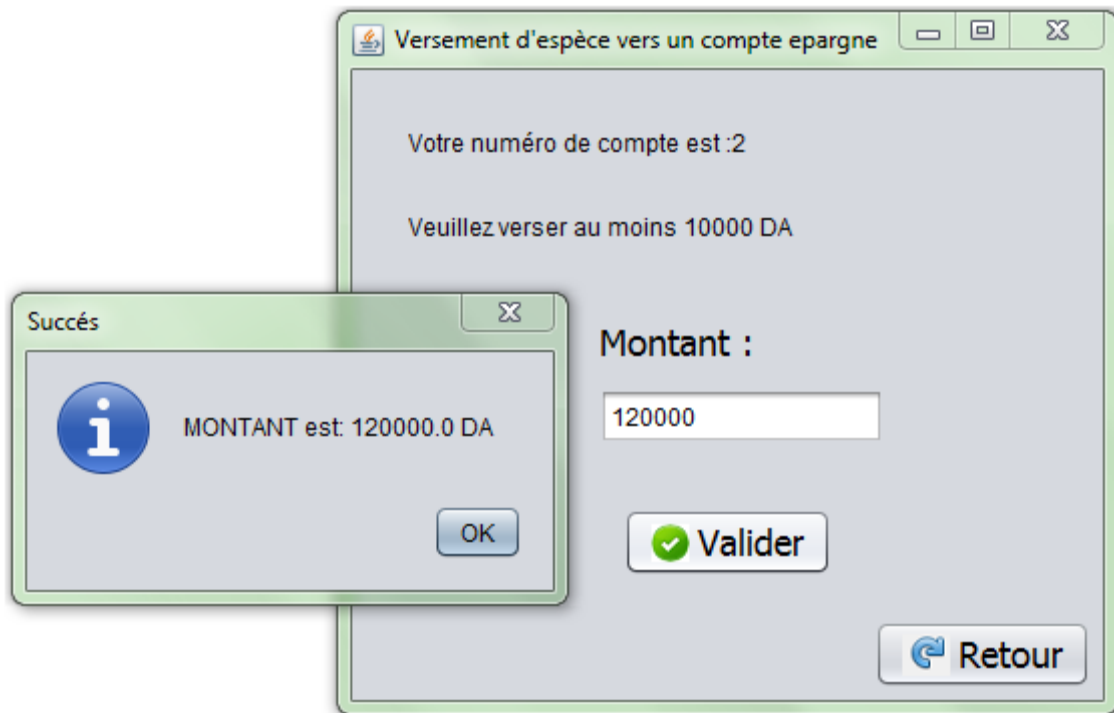 Versement d'espèce vers un compte epargne
Votre numéro de compte est :2
Veuillez verser au moins 10000 DA
Succés
MONTANT est: 120000.0 DA
OK
Montant :
120000
Valider
Retour